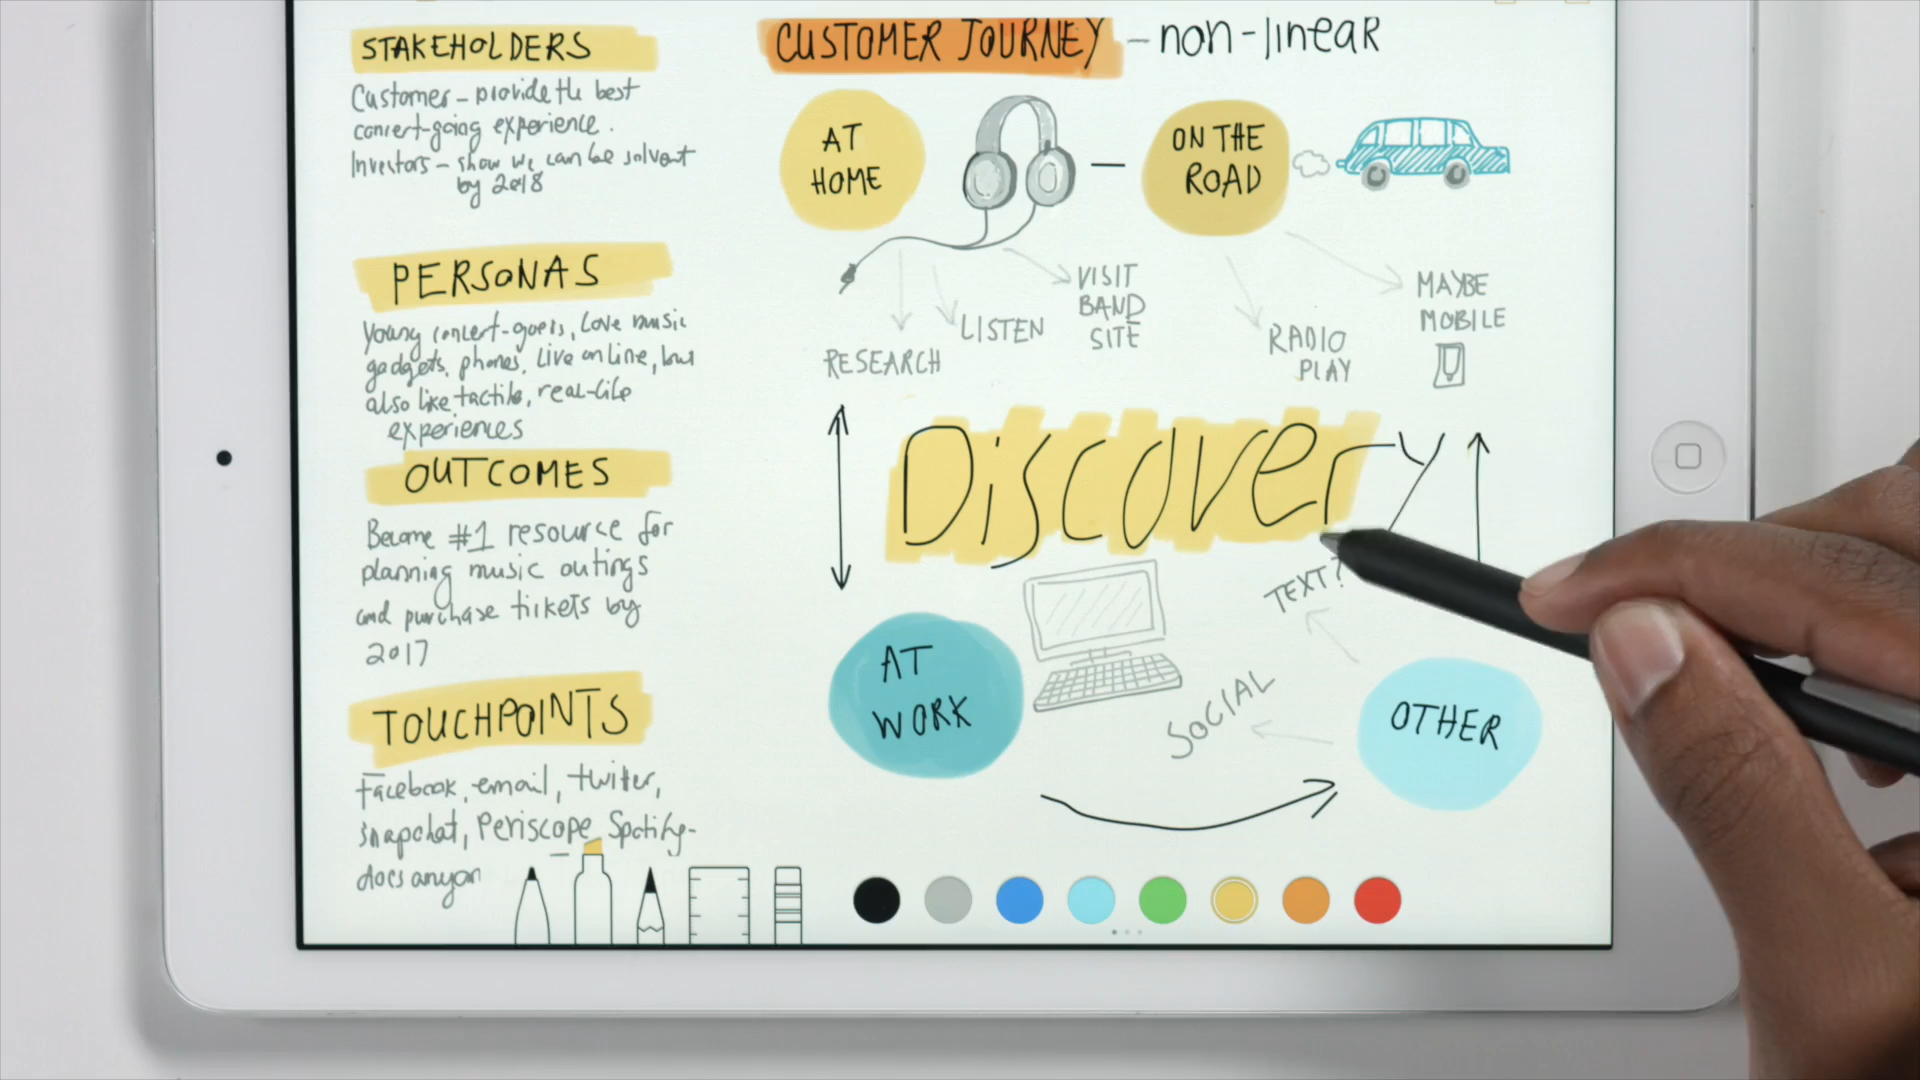 STAKEHOLDERS
Customer - provide the best
concert-going experience.
Investors - show we can be solvent
by 2018
PERSONAS
Young concert-goers, Love music
gadgets, phones, Live online, but
also like tactile, real-life
experiences
OUTCOMES
Become #1 resource for
planning music outings
and purchase tickets by
2017
TOUCHPOINTS
Facebook, email, twitter,
snapchat, Periscope, Spotify-
does anyon
CUSTOMER JOURNEY - non-linear
AT
HOME
ON THE
ROAD
RESEARCH
LISTEN
VISIT
BAND
SITE
RADIO
PLAY
MAYBE
MOBILE
Discovery
AT
WORK
TEXT?
SOCIAL
OTHER